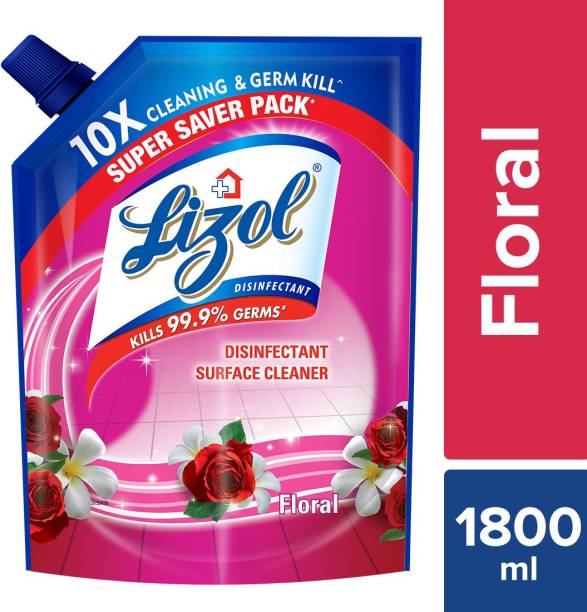 10X CLEANING & GERM KILL^
SUPER SAVER PACK*
Lizol®
DISINFECTANT
KILLS 99.9% GERMS*
DISINFECTANT
SURFACE CLEANER
Floral
Floral
1800
ml